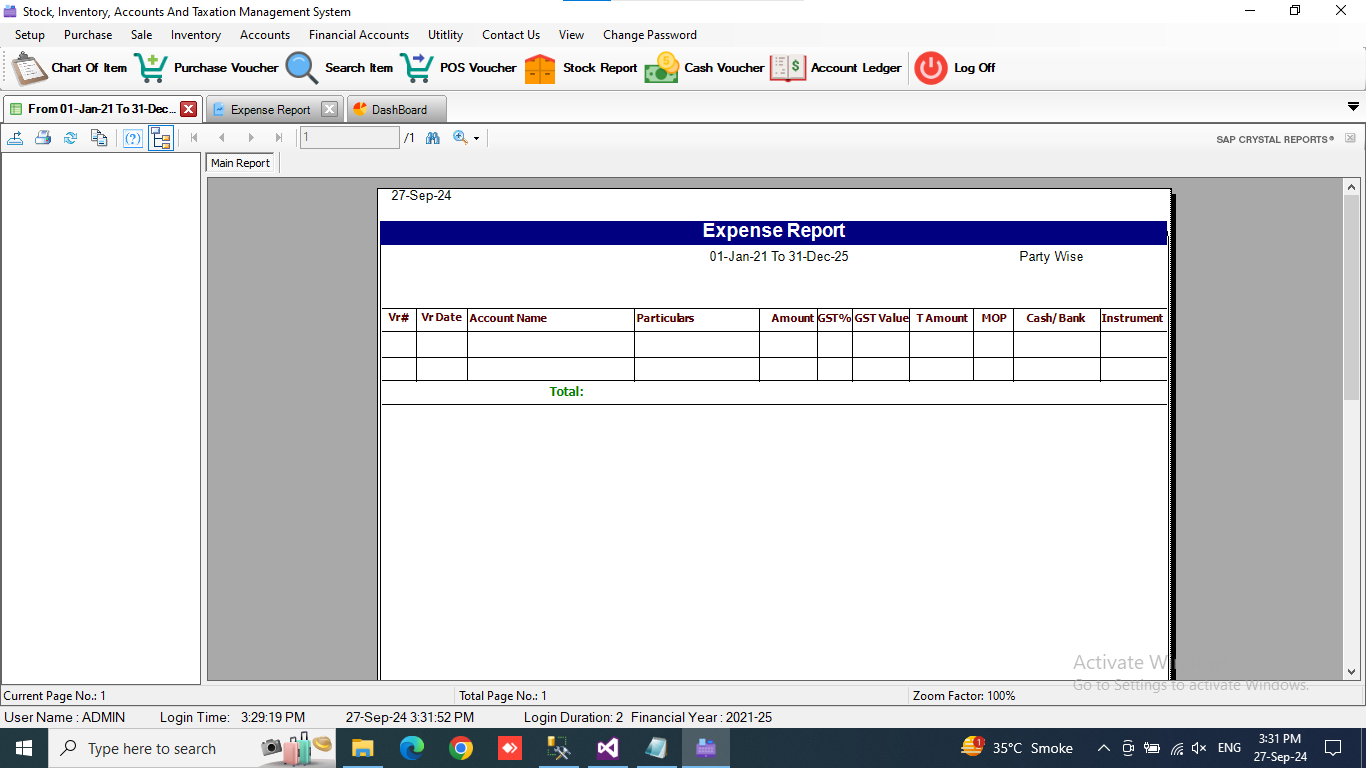 Stock, Inventory, Accounts And Taxation Management System
Setup Purchase Sale Inventory Accounts Financial Accounts Utitlity Contact Us View Change Password
Chart Of Item Purchase Voucher Search Item POS Voucher Stock Report Cash Voucher Account Ledger Log Off
From 01-Jan-21 To 31-Dec... Expense Report DashBoard
1 /1 SAP CRYSTAL REPORTS®
Main Report
27-Sep-24
Expense Report
01-Jan-21 To 31-Dec-25 Party Wise
Vr# Vr Date Account Name Particulars Amount GST% GST Value T Amount MOP Cash/Bank Instrument
Total:
Activate Wi
Go to Settings to activate Windows.
Current Page No.: 1 Total Page No.: 1 Zoom Factor: 100%
User Name : ADMIN Login Time: 3:29:19 PM 27-Sep-24 3:31:52 PM Login Duration: 2 Financial Year : 2021-25
Type here to search 1 35°C Smoke ENG 3:31 PM
27-Sep-24